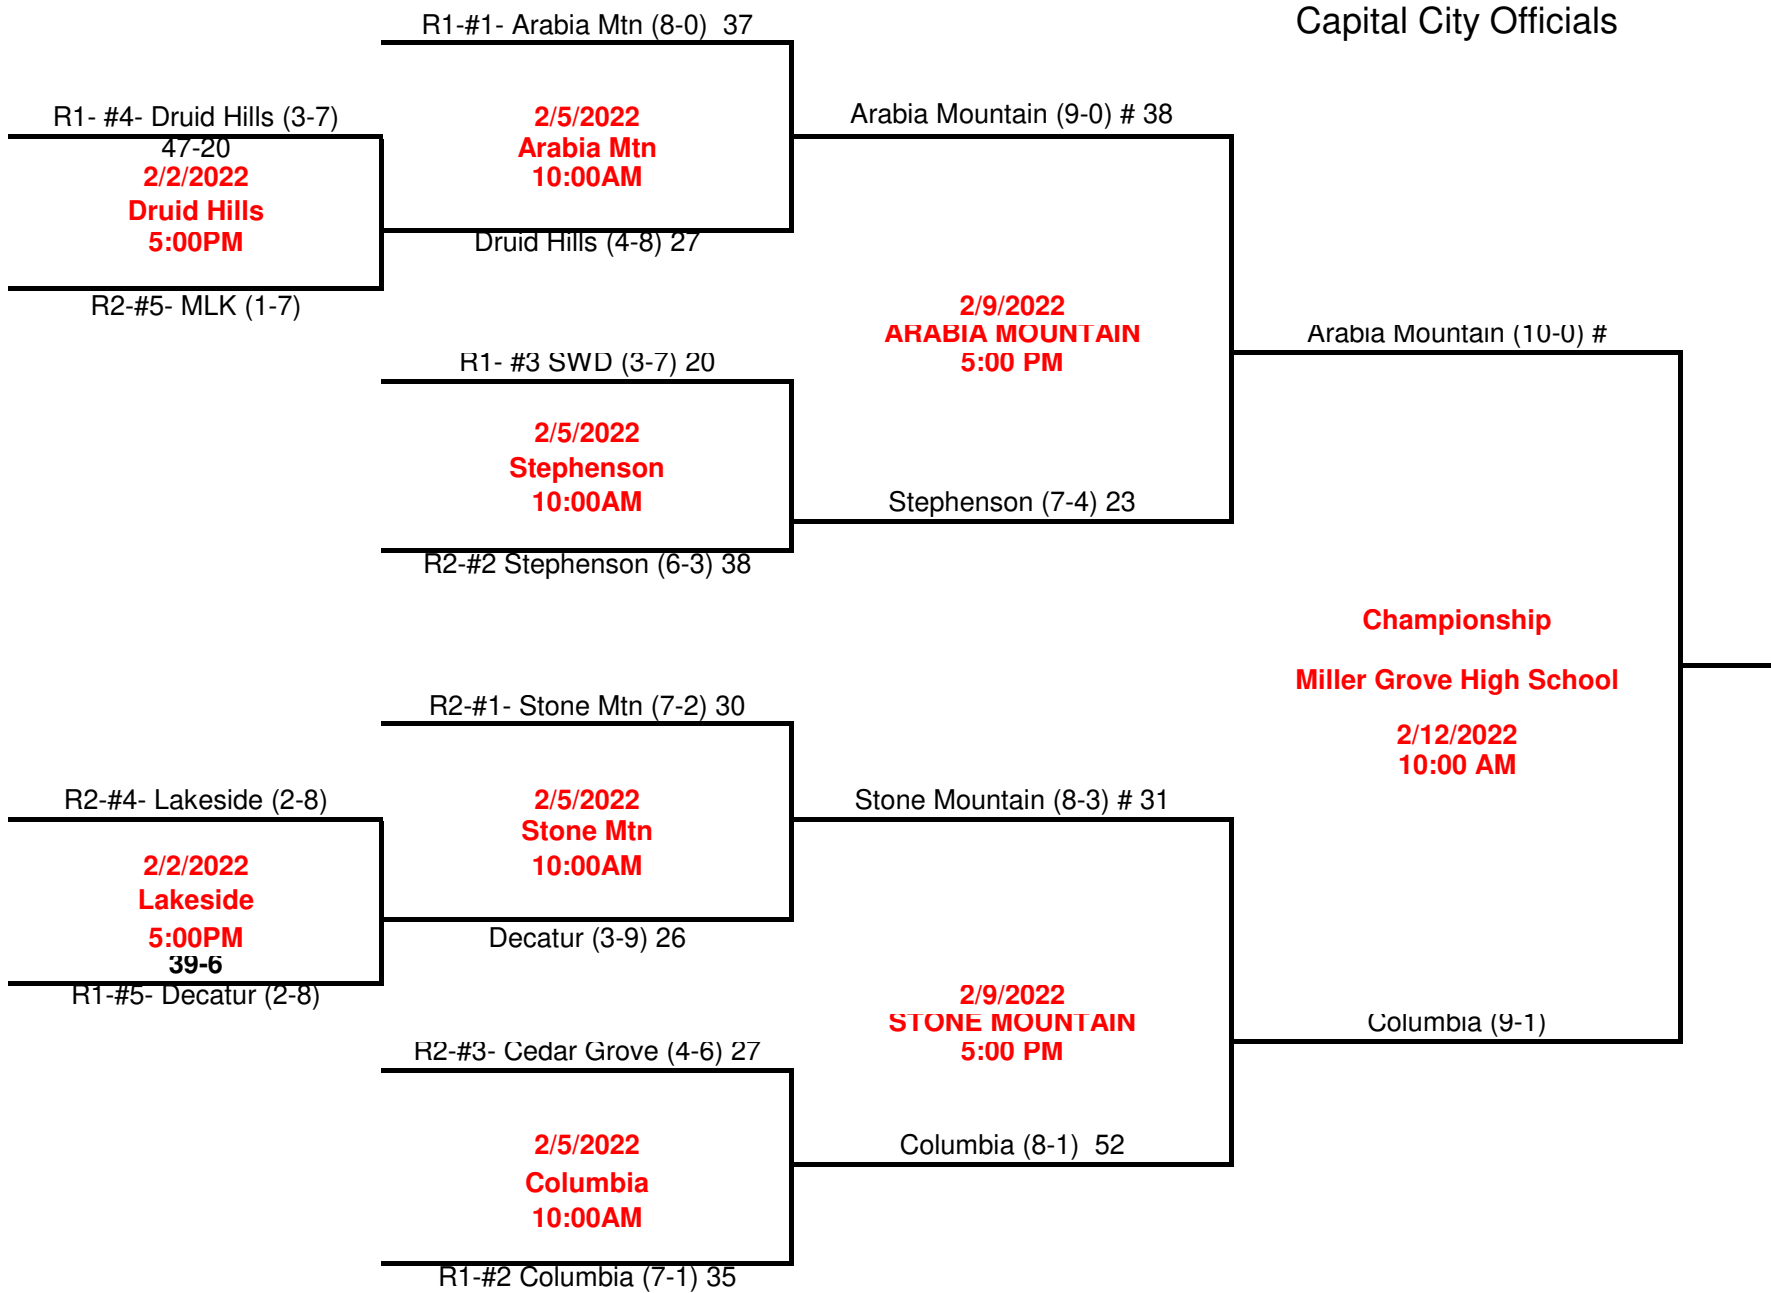 Capital City Officials
R1-#1- Arabia Mtn (8-0) 37
R1- #4- Druid Hills (3-7)
47-20
2/2/2022
Druid Hills
5:00PM
R2-#5- MLK (1-7)
2/5/2022
Arabia Mtn
10:00AM
Druid Hills (4-8) 27
Arabia Mountain (9-0) # 38
R1- #3 SWD (3-7) 20
2/5/2022
Stephenson
10:00AM
R2-#2 Stephenson (6-3) 38
2/9/2022
ARABIA MOUNTAIN
5:00 PM
Stephenson (7-4) 23
Arabia Mountain (10-0) #
Championship
Miller Grove High School
2/12/2022
10:00 AM
R2-#1- Stone Mtn (7-2) 30
R2-#4- Lakeside (2-8)
2/2/2022
Lakeside
5:00PM
39-6
R1-#5- Decatur (2-8)
2/5/2022
Stone Mtn
10:00AM
Decatur (3-9) 26
Stone Mountain (8-3) # 31
R2-#3- Cedar Grove (4-6) 27
2/5/2022
Columbia
10:00AM
R1-#2 Columbia (7-1) 35
2/9/2022
STONE MOUNTAIN
5:00 PM
Columbia (8-1) 52
Columbia (9-1)